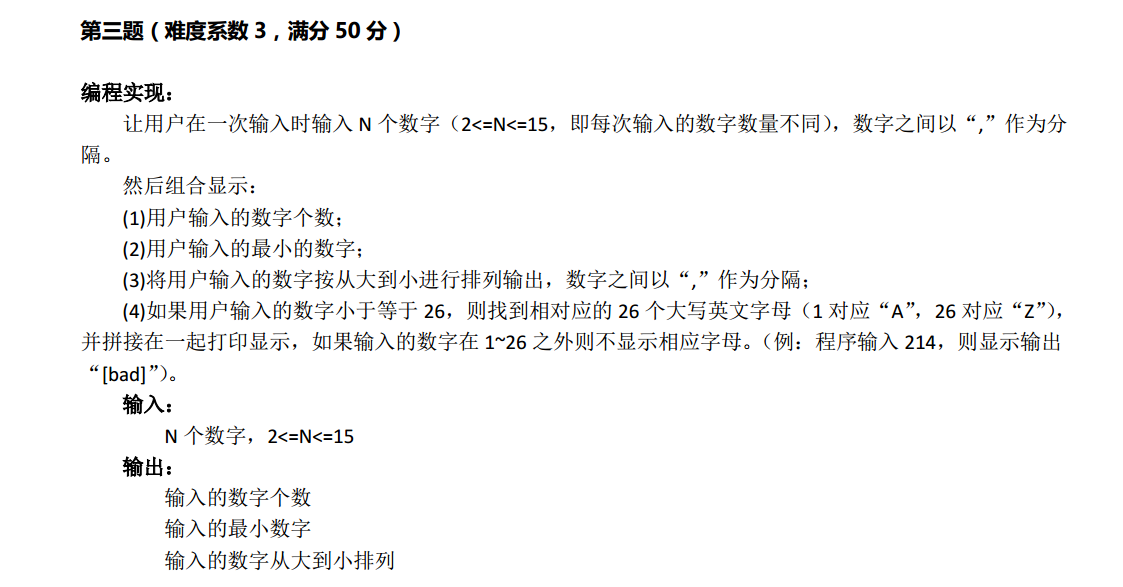 第三题（难度系数 3，满分 50 分）
编程实现：
让用户在一次输入时输入 N 个数字（2<=N<=15，即每次输入的数字数量不同），数字之间以“,”作为分
隔。
然后组合显示：
(1)用户输入的数字个数；
(2)用户输入的最小的数字；
(3)将用户输入的数字按从大到小进行排列输出，数字之间以“,”作为分隔；
(4)如果用户输入的数字小于等于 26，则找到相对应的 26 个大写英文字母（1 对应“A”，26 对应“Z”），
并拼接在一起打印显示，如果输入的数字在 1~26 之外则不显示相应字母。（例：程序输入 214，则显示输出
“[bad]”）。
输入：
N 个数字，2<=N<=15
输出：
输入的数字个数
输入的最小数字
输入的数字从大到小排列